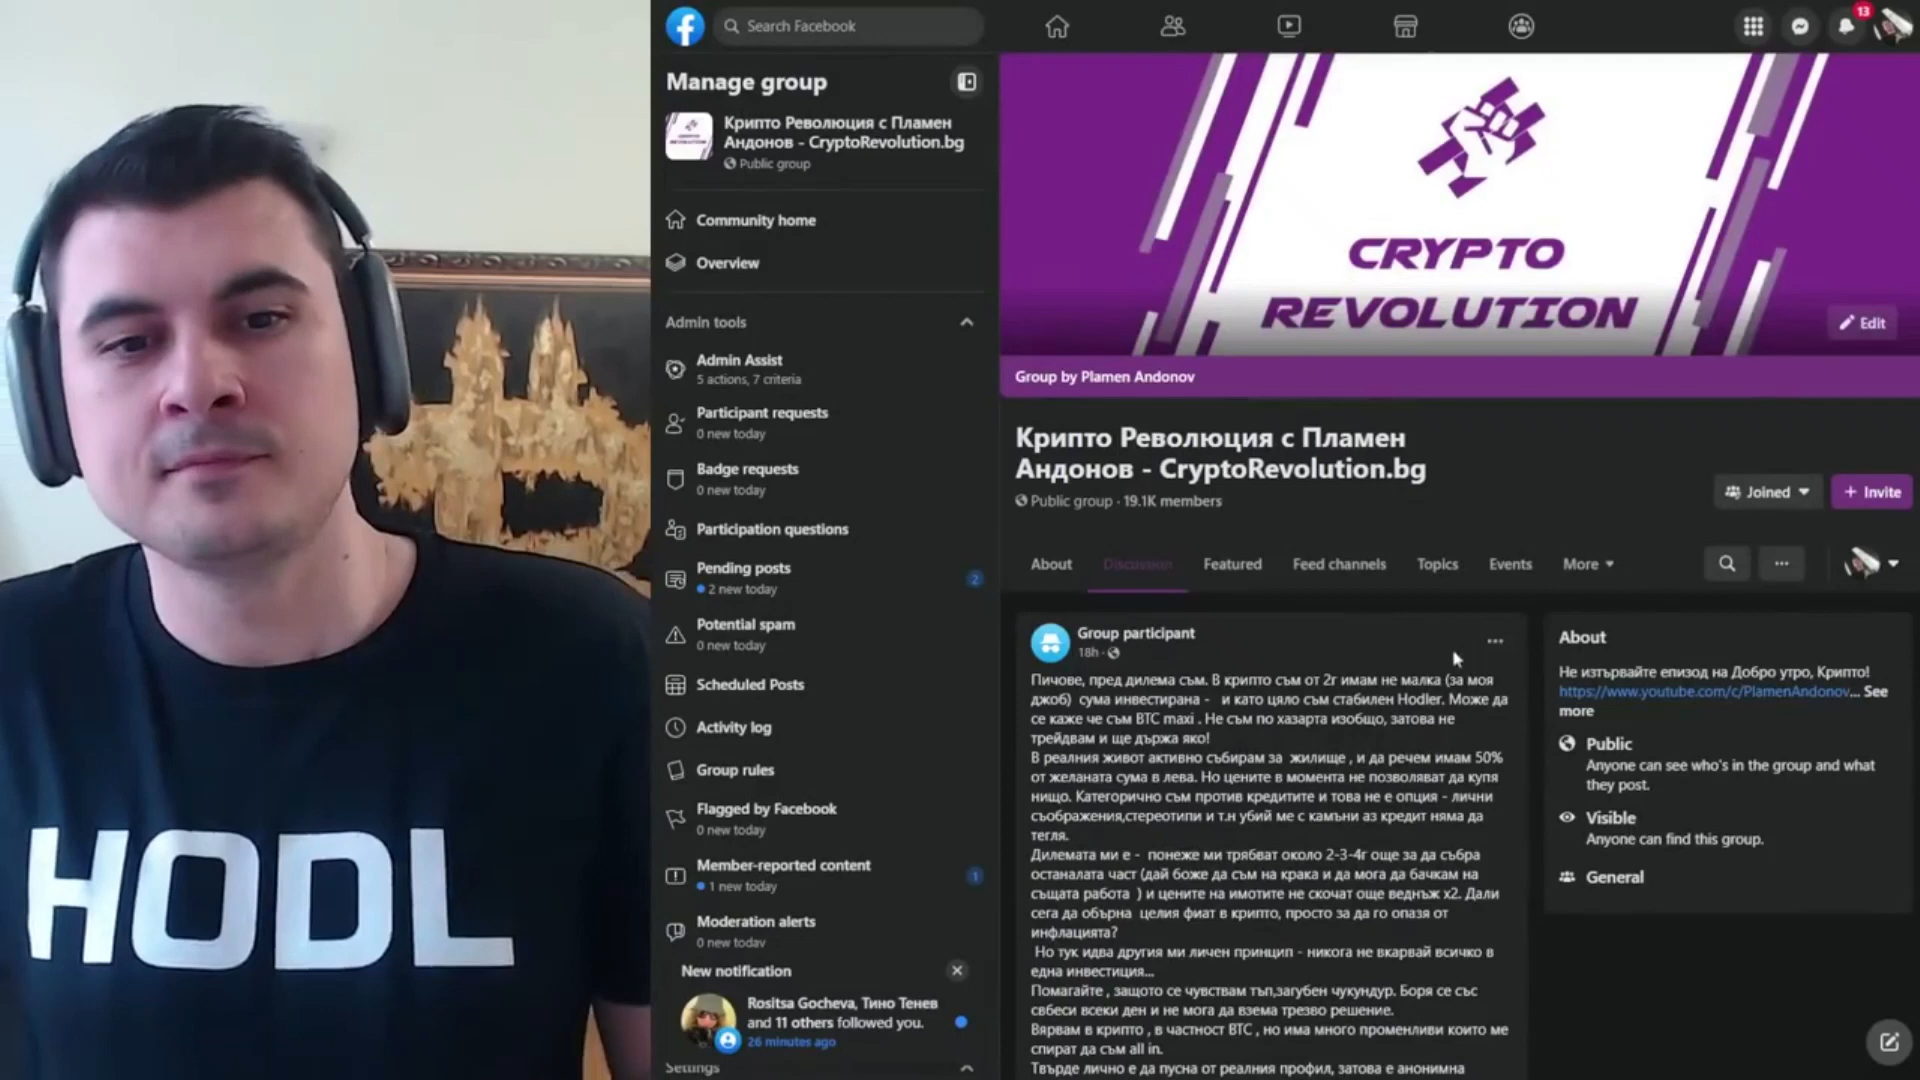 HODL
Search Facebook
13
Manage group
Крипто Революция с Пламен
Андонов - CryptoRevolution.bg
Public group
Community home
Overview
Admin tools
Admin Assist
5 actions, 7 criteria
Participant requests
0 new today
Badge requests
0 new today
Participation questions
Pending posts
2 new today
2
Potential spam
0 new today
Scheduled Posts
Activity log
Group rules
Flagged by Facebook
0 new today
Member-reported content
1 new today
1
Moderation alerts
0 new today
New notification
Rositsa Gocheva, Тино Тенев
and 11 others followed you.
26 minutes ago
Settings
CRYPTO
REVOLUTION
CRYPTO
REVOLUTION
Edit
Group by Plamen Andonov
Крипто Революция с Пламен
Андонов - CryptoRevolution.bg
Public group · 19.1K members
Joined
+ Invite
About
Discussion
Featured
Feed channels
Topics
Events
More
Group participant
18h ·
Пичове, пред дилема съм. В крипто съм от 2г имам не малка (за моя
джоб) сума инвестирана - и като цяло съм стабилен Hodler. Може да
се каже че съм BTC maxi . Не съм по хазарта изобщо, затова не
трейдвам и ще държа яко!
В реалния живот активно събирам за жилище , и да речем имам 50%
от желаната сума в лева. Но цените в момента не позволяват да купя
нищо. Категорично съм против кредитите и това не е опция - лични
съображения,стереотипи и т.н убий ме с камъни аз кредит няма да
тегля.
Дилемата ми е - понеже ми трябват около 2-3-4г още за да събра
останалата част (дай боже да съм на крака и да мога да бачкам на
същата работа ) и цените на имотите не скочат още веднъж x2. Дали
сега да обърна целия фиат в крипто, просто за да го опазя от
инфлацията?
Но тук идва другия ми личен принцип - никога не вкарвай всичко в
една инвестиция...
Помагайте , защото се чувствам тъп,загубен чукундур. Боря се със
свбеси всеки ден и не мога да взема трезво решение.
Вярвам в крипто , в частност BTC , но има много променливи които ме
спират да съм all in.
Твърде лично е да пусна от реалния профил, затова е анонимна
About
Не изтървайте епизод на Добро утро, Крипто!
https://www.youtube.com/c/PlamenAndonov... See
more
Public
Anyone can see who's in the group and what
they post.
Visible
Anyone can find this group.
General